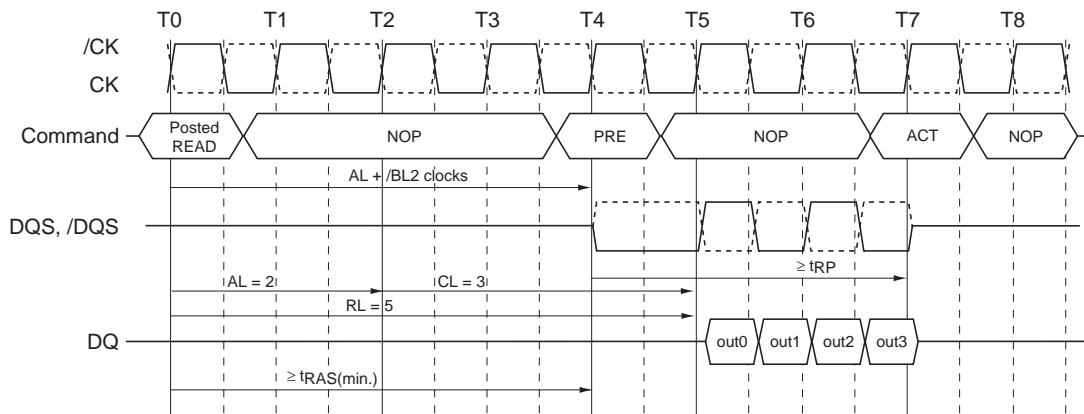 T0 T1 T2 T3 T4 T5 T6 T7 T8
/CK
CK
Command Posted READ NOP PRE NOP ACT NOP
AL + /BL2 clocks
DQS, /DQS
≥ tRP
AL = 2 CL = 3
RL = 5
DQ out0 out1 out2 out3
≥ tRAS(min.)